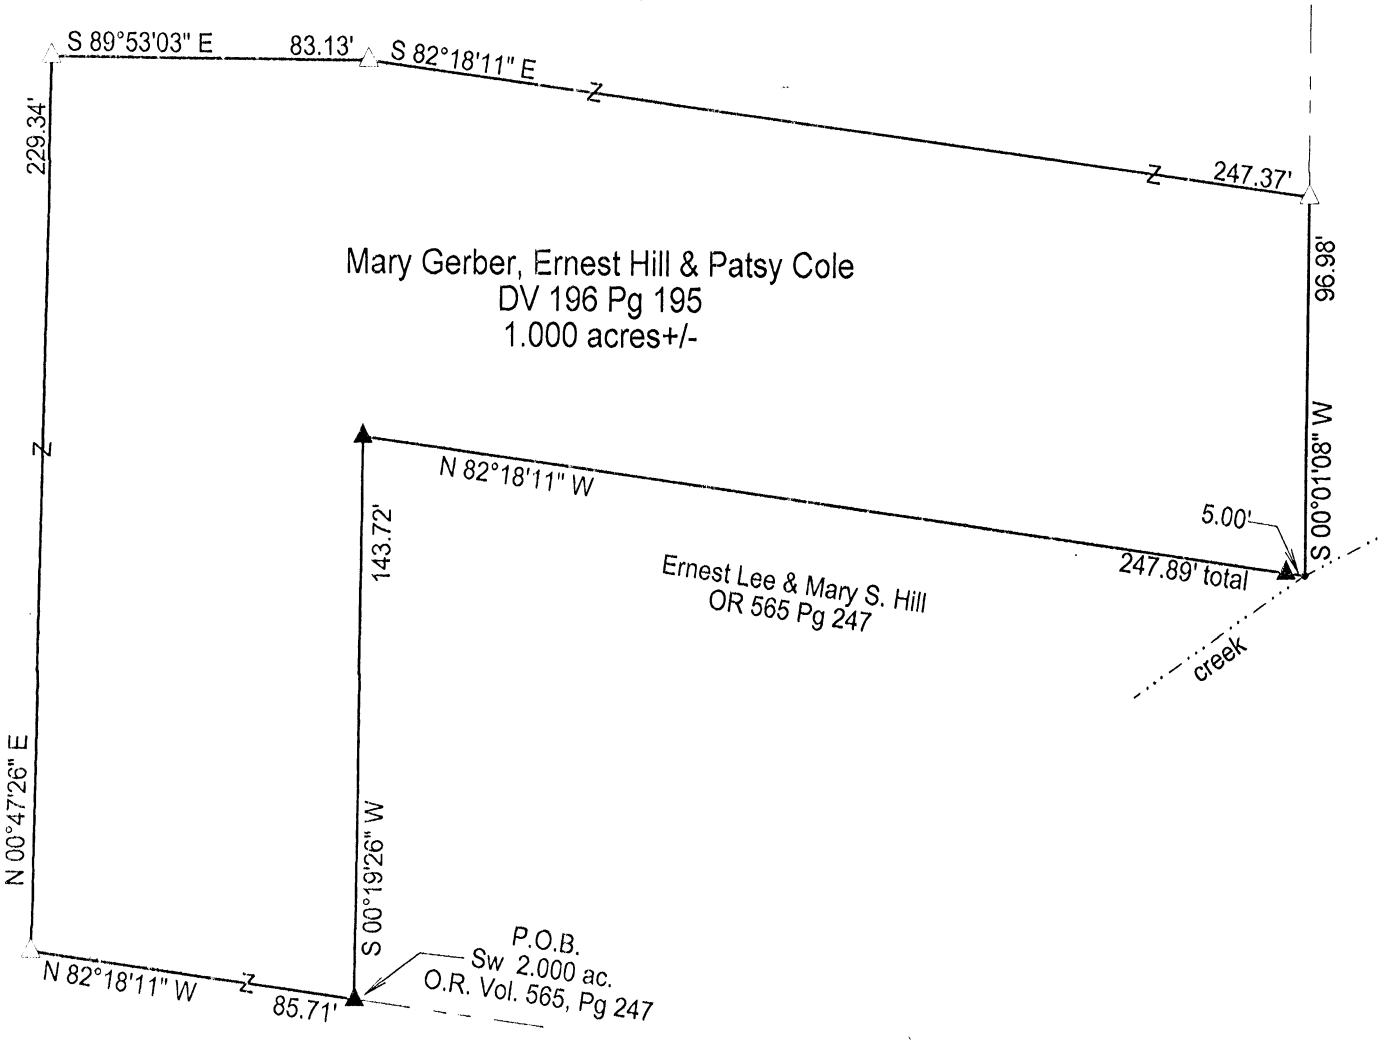 S 89°53'03" E
83.13'
S 82°18'11" E
247.37'
229.34'
96.98'
Mary Gerber, Ernest Hill & Patsy Cole
DV 196 Pg 195
1.000 acres+/-
N 82°18'11" W
143.72'
5.00'
S 00°01'08" W
247.89' total
Ernest Lee & Mary S. Hill
OR 565 Pg 247
creek
N 00°47'26" E
S 00°19'26" W
P.O.B.
Sw 2.000 ac.
O.R. Vol. 565, Pg 247
N 82°18'11" W
85.71'